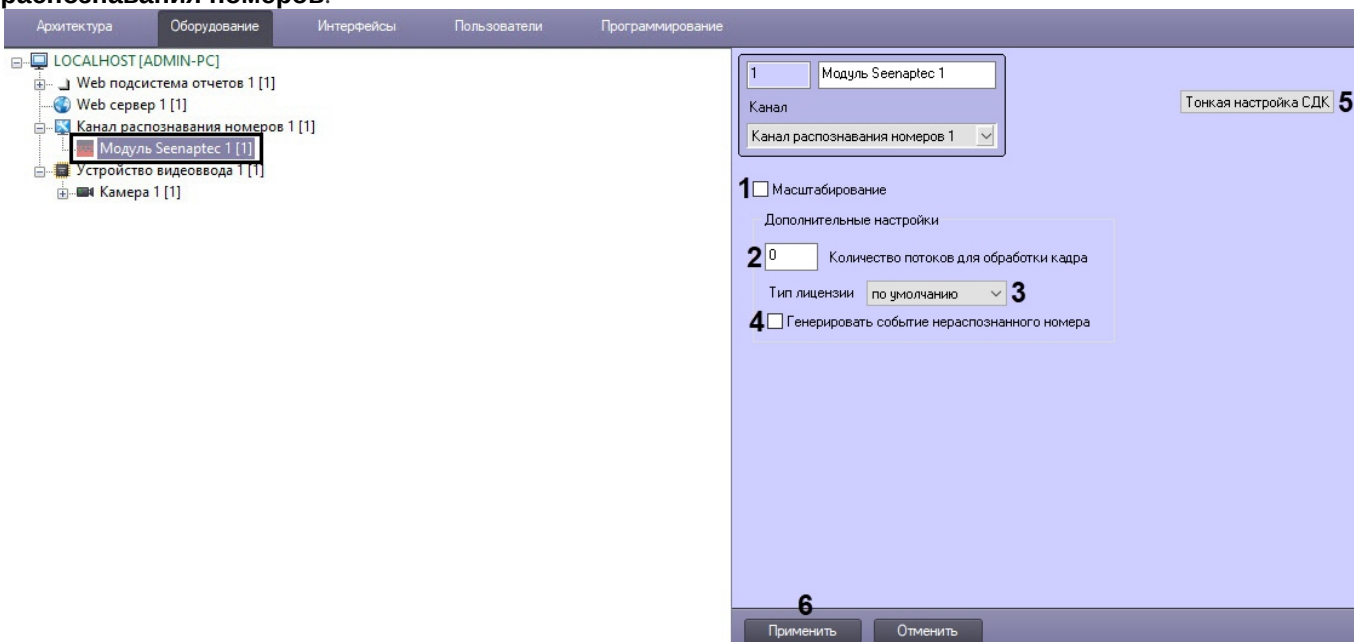 распознавания номеров.
Архитектура Оборудование Интерфейсы Пользователи Программирование
LOCALHOST [ADMIN-PC]
Web подсистема отчетов 1 [1]
Web сервер 1 [1]
Канал распознавания номеров 1 [1]
Модуль Seenaptec 1 [1]
Устройство видеоввода 1 [1]
Камера 1 [1]
1 Модуль Seenaptec 1
Канал
Канал распознавания номеров 1
Тонкая настройка СДК 5
1 Масштабирование
Дополнительные настройки
2 0 Количество потоков для обработки кадра
Тип лицензии по умолчанию 3
4 Генерировать событие нераспознанного номера
6
Применить Отменить